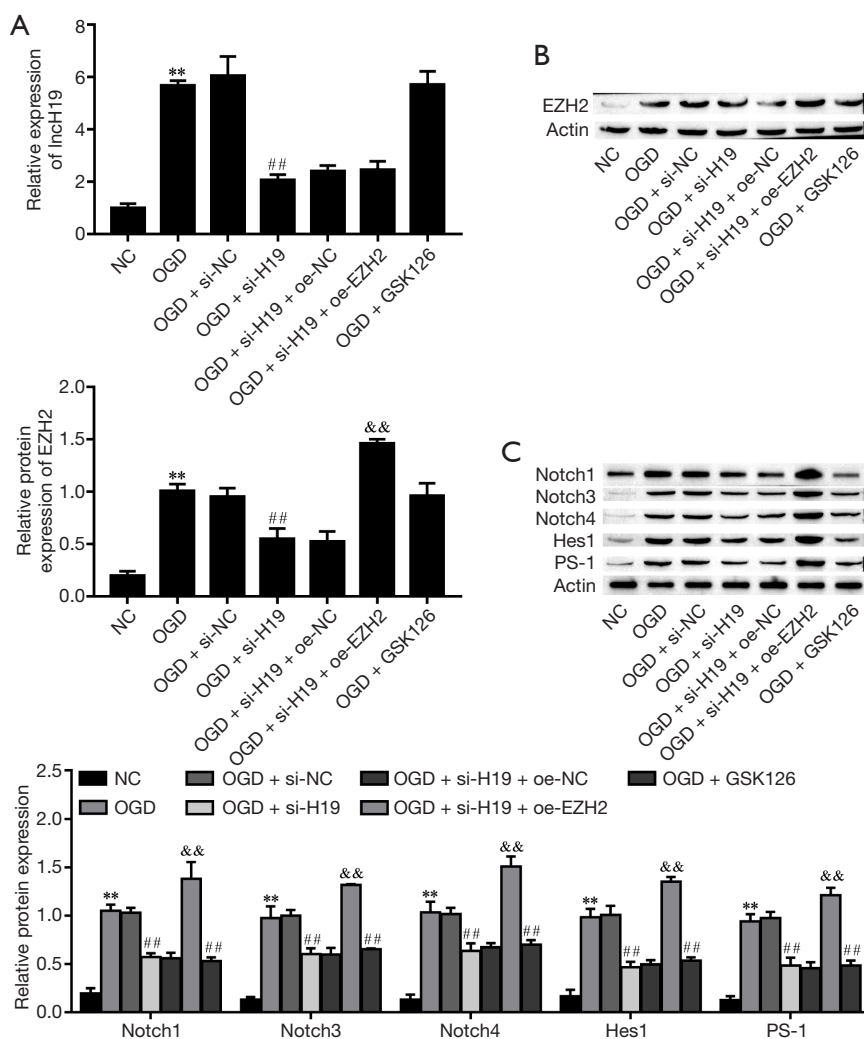 A
Relative expression
of lncH19
8
6
4
2
0
**
##
NC
OGD
OGD + si-NC
OGD + si-H19
OGD + si-H19 + oe-NC
OGD + si-H19 + oe-EZH2
OGD + GSK126
B
EZH2
Actin
NC
OGD
OGD + si-NC
OGD + si-H19
OGD + si-H19 + oe-NC
OGD + si-H19 + oe-EZH2
OGD + GSK126
Relative protein
expression of EZH2
2.0
1.5
1.0
0.5
0.0
**
##
&&
NC
OGD
OGD + si-NC
OGD + si-H19
OGD + si-H19 + oe-NC
OGD + si-H19 + oe-EZH2
OGD + GSK126
C
Notch1
Notch3
Notch4
Hes1
PS-1
Actin
NC
OGD
OGD + si-NC
OGD + si-H19
OGD + si-H19 + oe-NC
OGD + si-H19 + oe-EZH2
OGD + GSK126
NC OGD + si-NC OGD + si-H19 + oe-NC OGD + GSK126
OGD OGD + si-H19 OGD + si-H19 + oe-EZH2
Relative protein expression
2.5
2.0
1.5
1.0
0.5
0
** ## && ##
** ## && ##
** ## && ##
** ## && ##
** ## && ##
Notch1 Notch3 Notch4 Hes1 PS-1